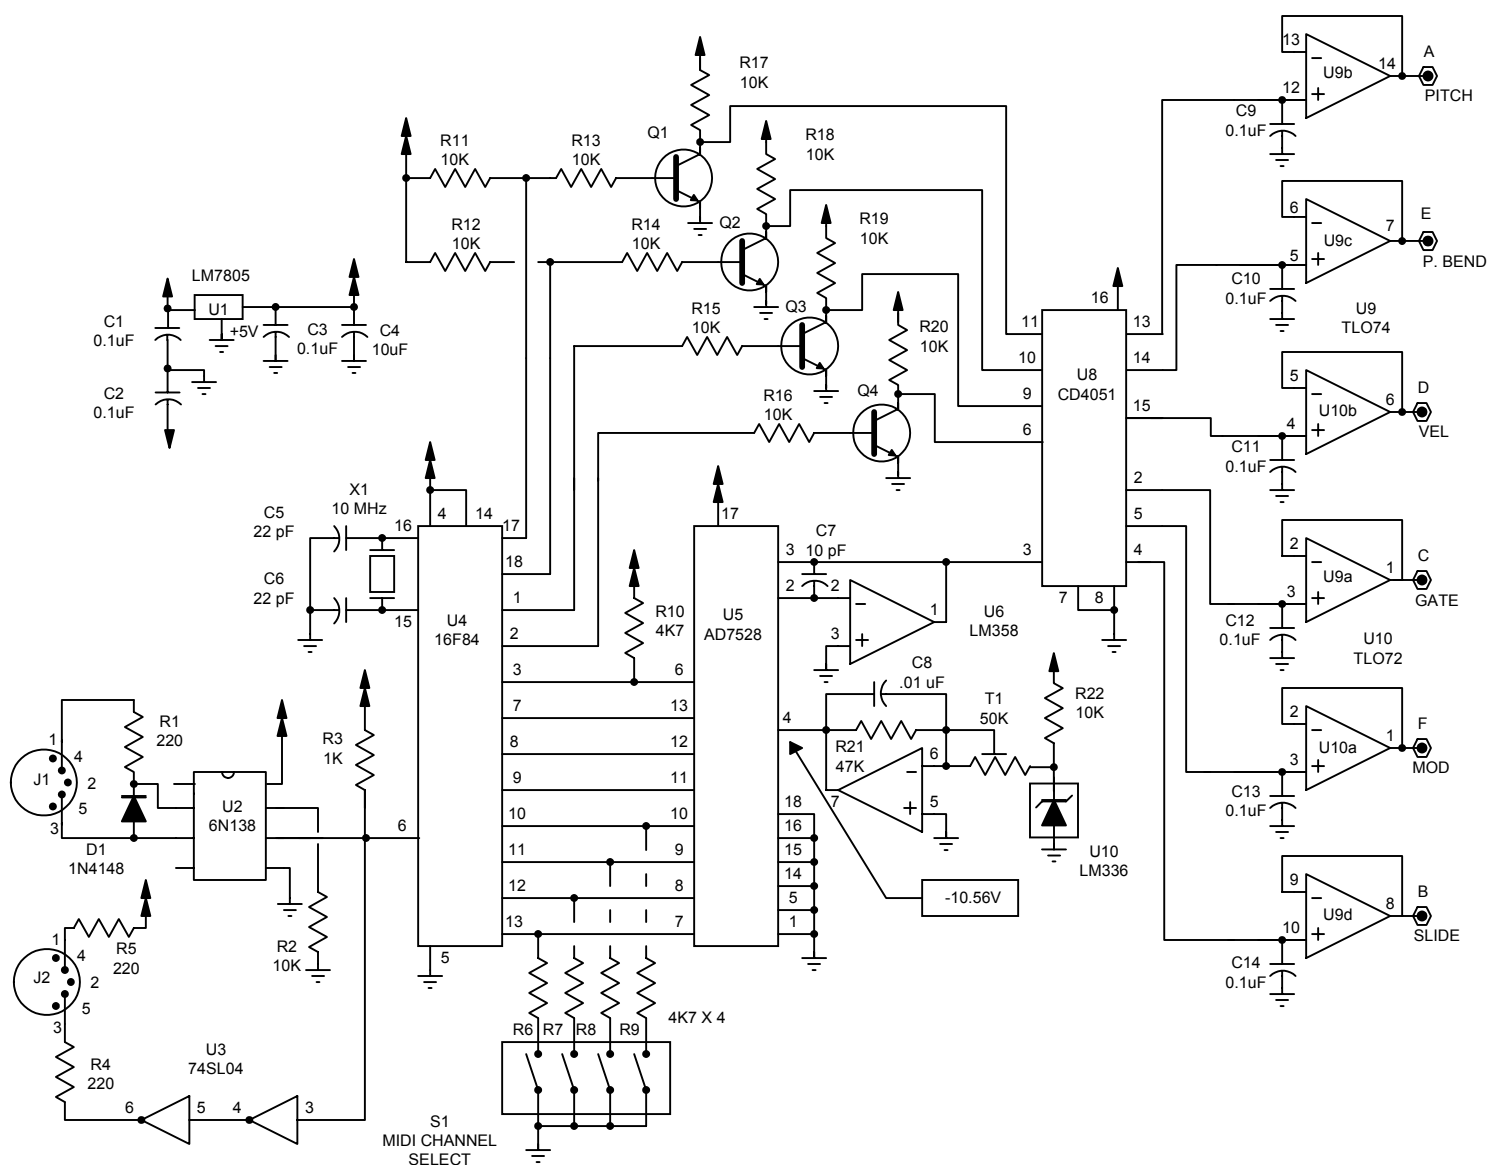 R17
10K
R11
10K
R13
10K
Q1
R18
10K
R12
10K
R14
10K
Q2
R19
10K
R15
10K
Q3
R20
10K
R16
10K
Q4
LM7805
U1
+5V
C1
0.1uF
C2
0.1uF
C3
0.1uF
C4
10uF
X1
10 MHz
C5
22 pF
C6
22 pF
16
15
4
14
17
18
1
2
3
7
8
9
10
11
12
13
5
6
U4
16F84
R10
4K7
17
U5
AD7528
6
13
12
11
10
9
8
7
3
2
4
18
16
15
14
5
1
C7
10 pF
2
3
1
U6
LM358
C8
.01 uF
R21
47K
6
5
7
T1
50K
R22
10K
U10
LM336
-10.56V
16
11
10
9
6
3
7
8
13
14
15
2
5
4
U8
CD4051
13
12
14
U9b
A
PITCH
C9
0.1uF
6
5
7
U9c
E
P. BEND
C10
0.1uF
U9
TLO74
5
4
6
U10b
D
VEL
C11
0.1uF
2
3
1
U9a
C
GATE
C12
0.1uF
U10
TLO72
2
3
1
U10a
F
MOD
C13
0.1uF
9
10
8
U9d
B
SLIDE
C14
0.1uF
J1
1
4
2
5
3
R1
220
D1
1N4148
U2
6N138
R3
1K
R2
10K
J2
1
4
2
5
3
R5
220
R4
220
U3
74SL04
6
5
4
3
R6
R7
R8
R9
4K7 X 4
S1
MIDI CHANNEL
SELECT